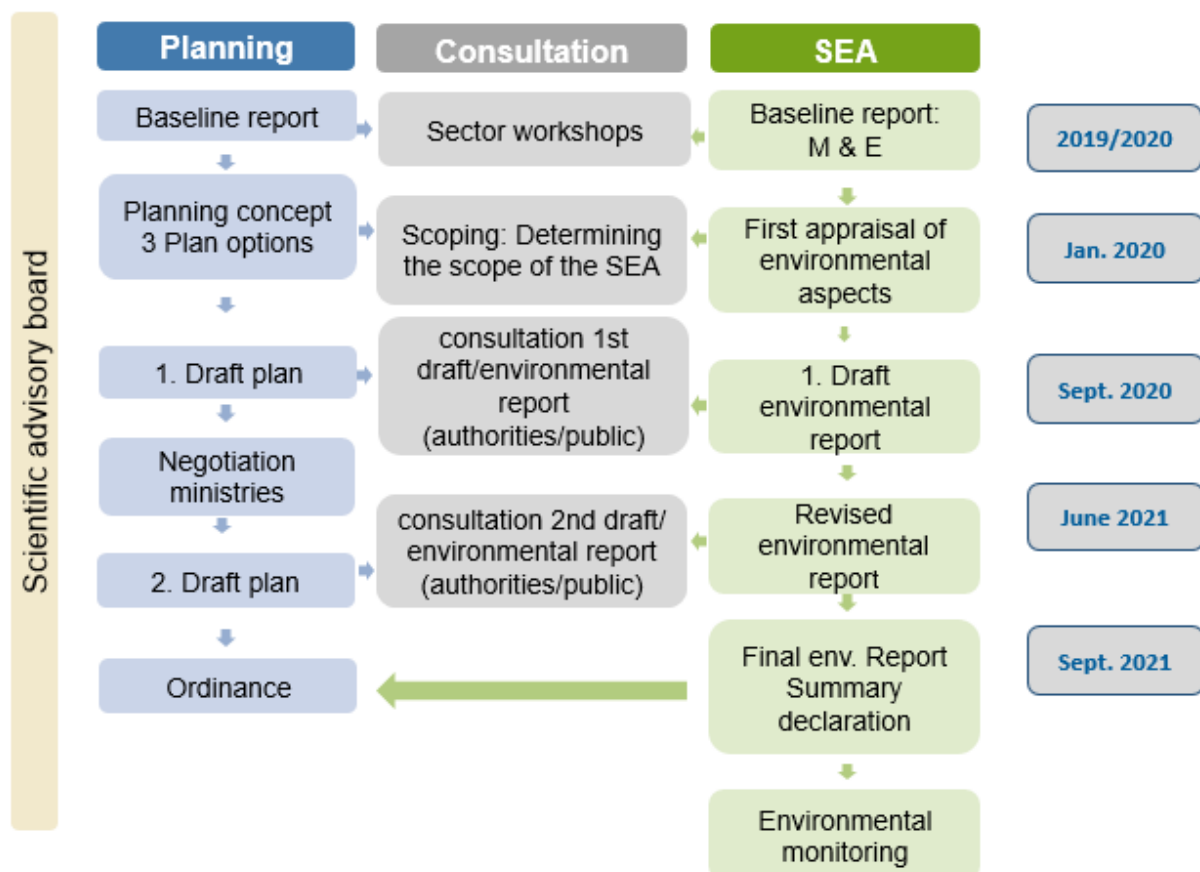 Scientific advisory board
Planning
Consultation
SEA
Baseline report
Sector workshops
Baseline report:
M & E
2019/2020
Planning concept
3 Plan options
Scoping: Determining
the scope of the SEA
First appraisal of
environmental
aspects
Jan. 2020
1. Draft plan
consultation 1st
draft/environmental
report
(authorities/public)
1. Draft
environmental
report
Sept. 2020
Negotiation
ministries
2. Draft plan
consultation 2nd draft/
environmental report
(authorities/public)
Revised
environmental
report
June 2021
Ordinance
Final env. Report
Summary
declaration
Sept. 2021
Environmental
monitoring